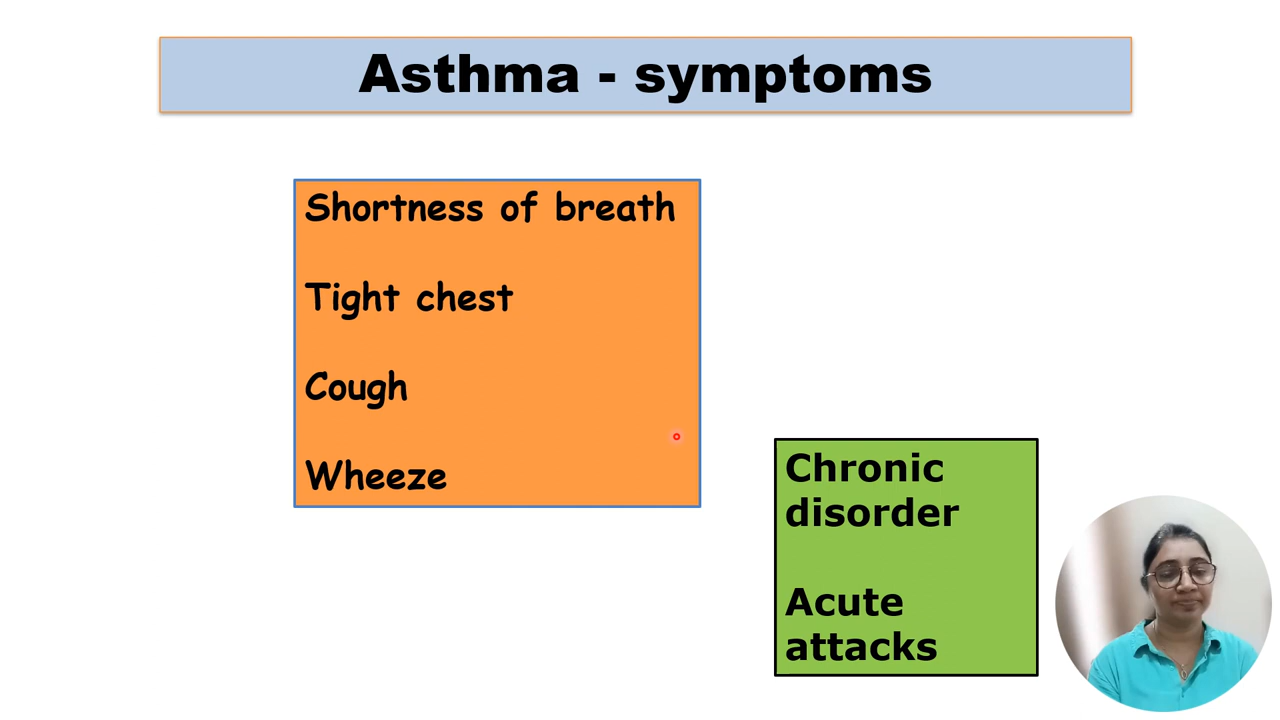 Asthma - symptoms
Shortness of breath
Tight chest
Cough
Wheeze
Chronic
disorder
Acute
attacks